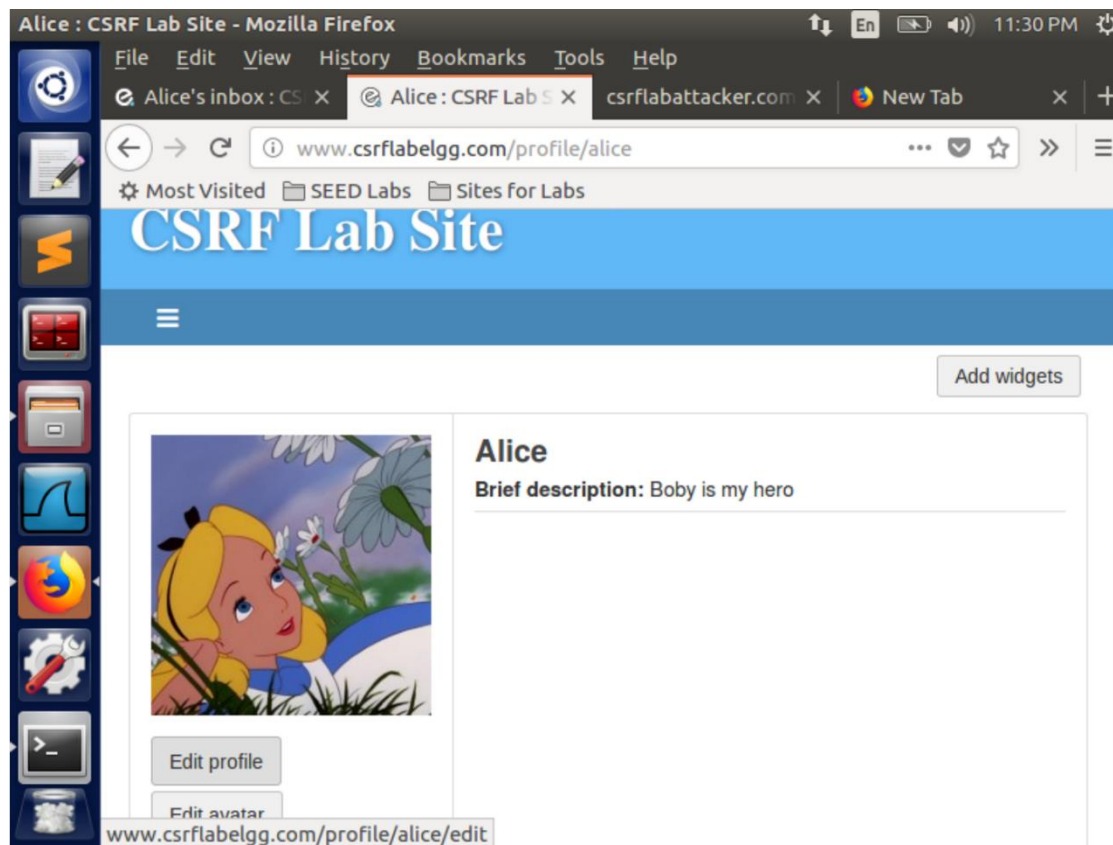 Alice : CSRF Lab Site - Mozilla Firefox En 11:30 PM
File Edit View History Bookmarks Tools Help
Alice's inbox : CS Alice : CSRF Lab S csrflabattacker.com New Tab
www.csrflabelgg.com/profile/alice
Most Visited SEED Labs Sites for Labs
CSRF Lab Site
Add widgets
Alice
Brief description: Boby is my hero
Edit profile
Edit avatar
www.csrflabelgg.com/profile/alice/edit